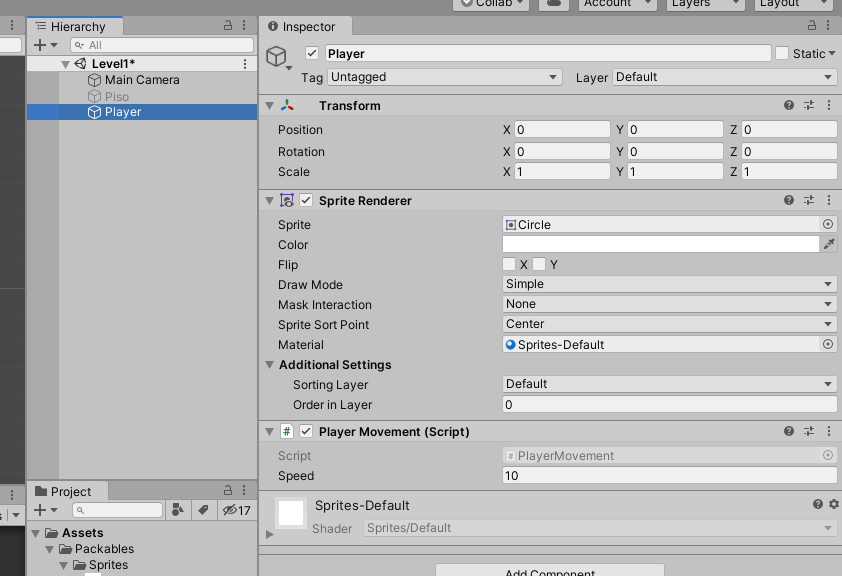 Collab
Account
Layers
Layout
Hierarchy
All
Level1*
Main Camera
Piso
Player
Project
17
Assets
Packables
Sprites
Inspector
Player
Static
Tag Untagged
Layer Default
Transform
Position X 0 Y 0 Z 0
Rotation X 0 Y 0 Z 0
Scale X 1 Y 1 Z 1
Sprite Renderer
Sprite Circle
Color
Flip X Y
Draw Mode Simple
Mask Interaction None
Sprite Sort Point Center
Material Sprites-Default
Additional Settings
Sorting Layer Default
Order in Layer 0
# Player Movement (Script)
Script # PlayerMovement
Speed 10
Sprites-Default
Shader Sprites/Default
Add Component